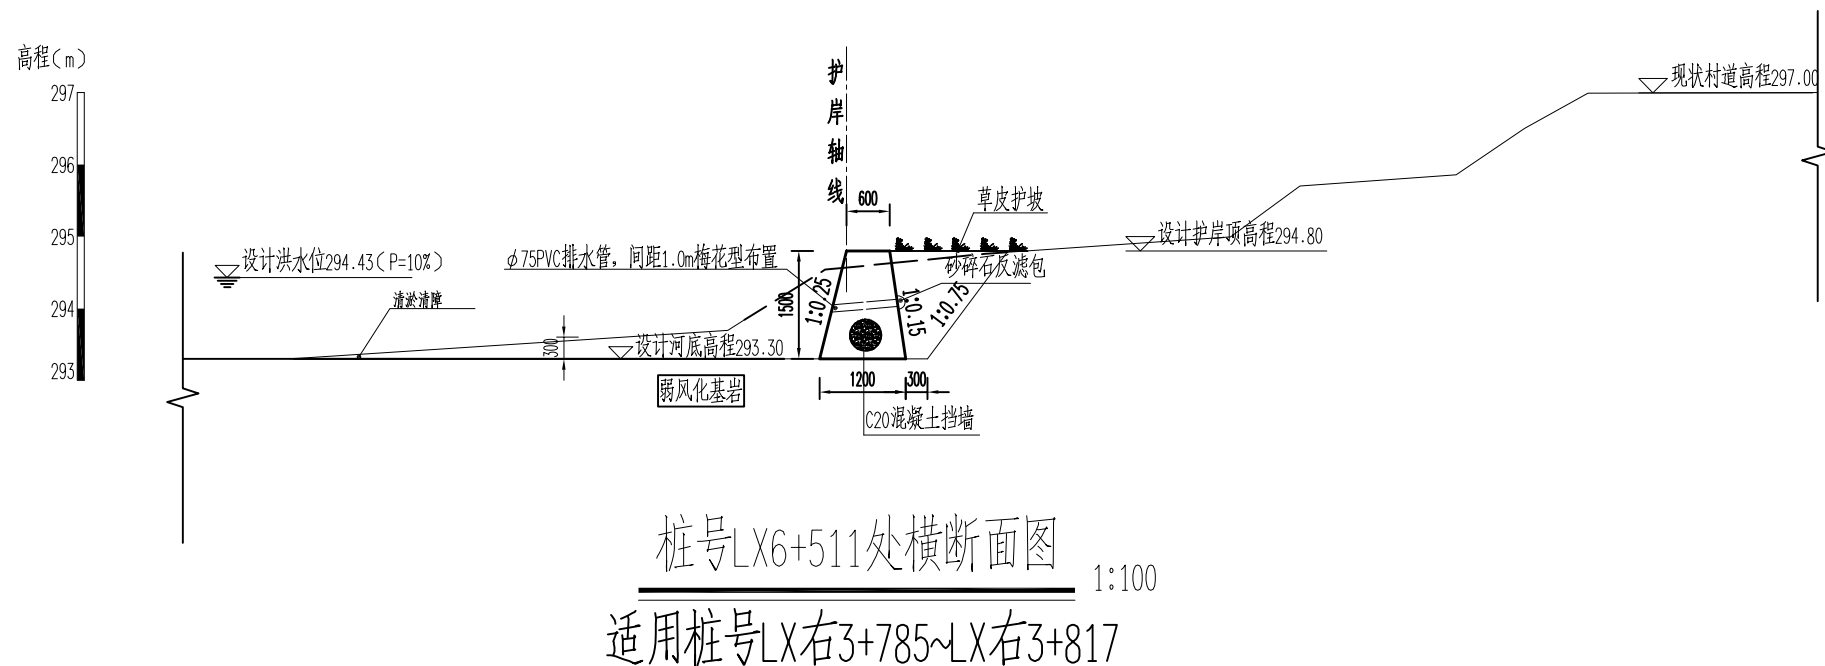 高程(m)
297
296
295
294
293
护岸轴线
现状村道高程297.00
600
草皮护坡
设计护岸顶高程294.80
设计洪水位294.43(P=10%)
ϕ75PVC排水管，间距1.0m梅花型布置
砂碎石反滤包
清淤清障
1500
1:0.25
1:0.15
1:0.75
300
设计河底高程293.30
弱风化基岩
1200
300
C20混凝土挡墙
桩号LX6+511处横断面图
1:100
适用桩号LX右3+785~LX右3+817